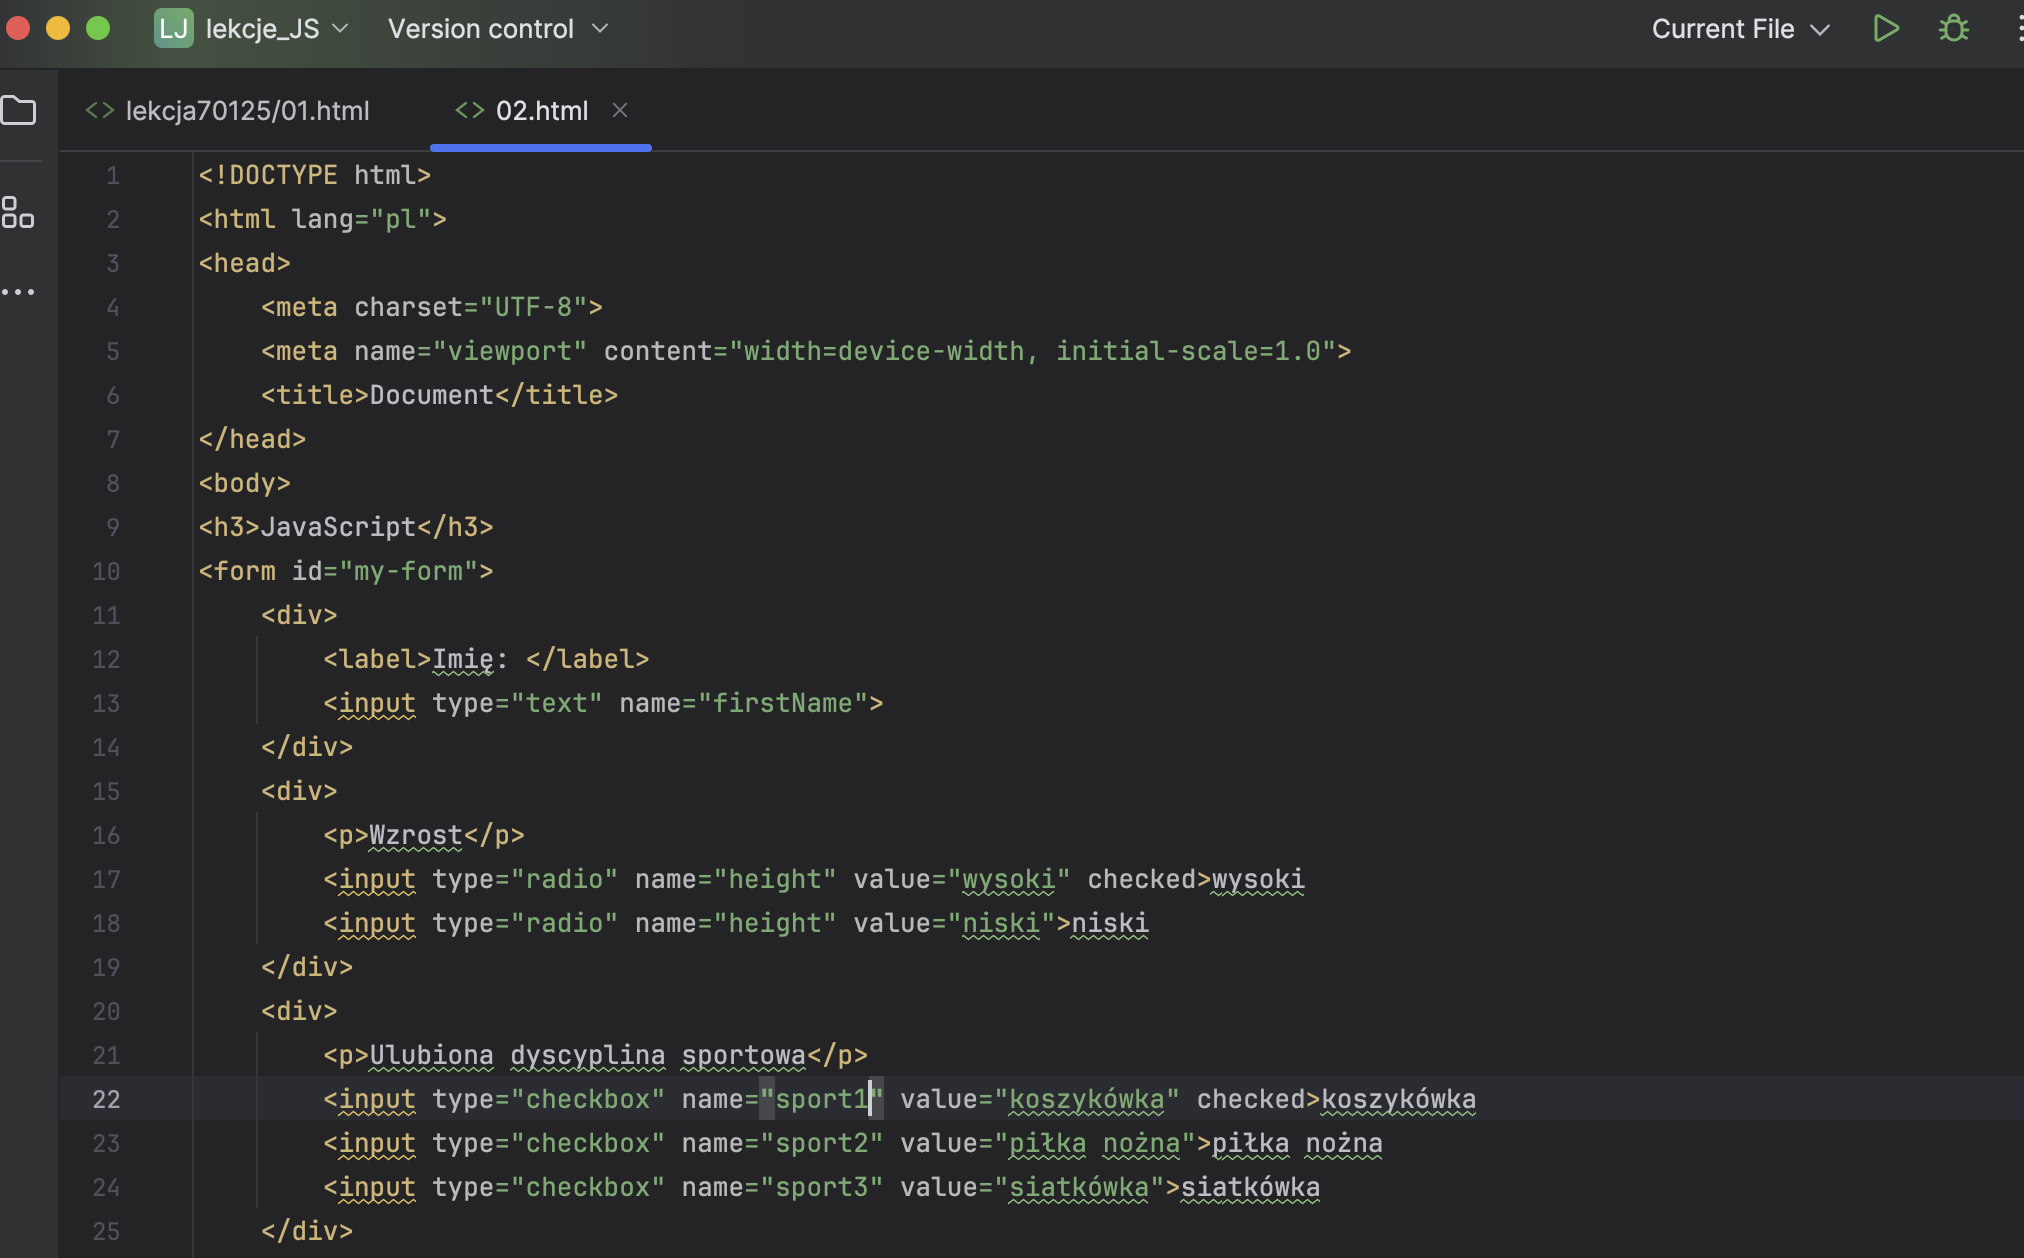 LJ lekcje_JS Version control Current File
lekcja70125/01.html 02.html
1 <!DOCTYPE html>
2 <html lang="pl">
3 <head>
4     <meta charset="UTF-8">
5     <meta name="viewport" content="width=device-width, initial-scale=1.0">
6     <title>Document</title>
7 </head>
8 <body>
9 <h3>JavaScript</h3>
10 <form id="my-form">
11     <div>
12         <label>Imię: </label>
13         <input type="text" name="firstName">
14     </div>
15     <div>
16         <p>Wzrost</p>
17         <input type="radio" name="height" value="wysoki" checked>wysoki
18         <input type="radio" name="height" value="niski">niski
19     </div>
20     <div>
21         <p>Ulubiona dyscyplina sportowa</p>
22         <input type="checkbox" name="sport1" value="koszykówka" checked>koszykówka
23         <input type="checkbox" name="sport2" value="piłka nożna">piłka nożna
24         <input type="checkbox" name="sport3" value="siatkówka">siatkówka
25     </div>